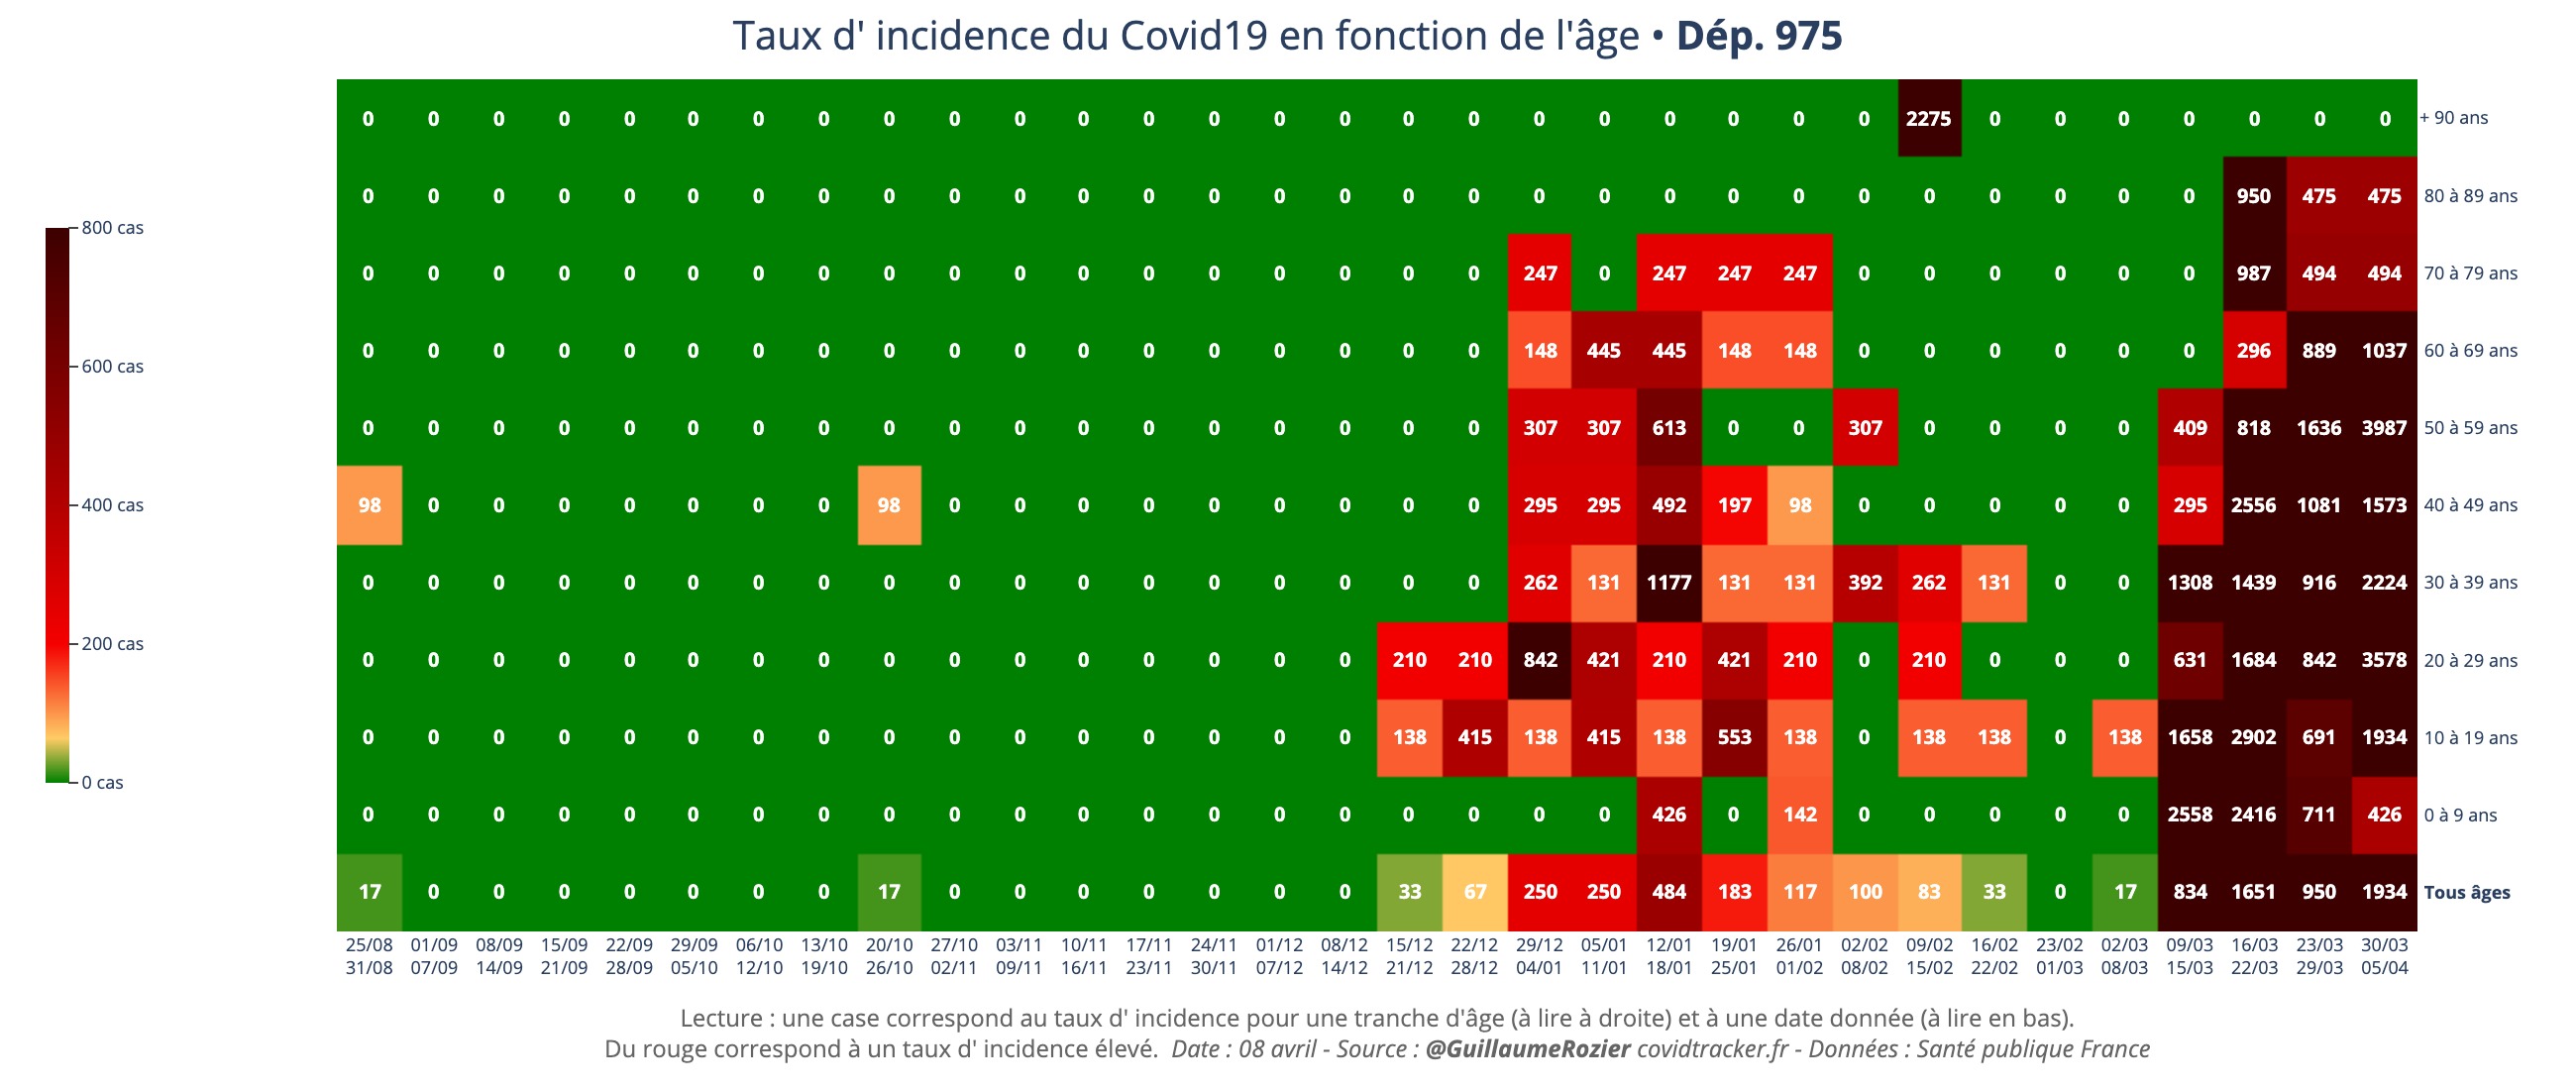 Taux d' incidence du Covid19 en fonction de l'âge • Dép. 975
0 0 0 0 0 0 0 0 0 0 0 0 0 0 0 0 0 0 0 0 0 0 0 0 2275 0 0 0 0 0 0 0 + 90 ans
0 0 0 0 0 0 0 0 0 0 0 0 0 0 0 0 0 0 0 0 0 0 0 0 0 0 0 0 0 950 475 475 80 à 89 ans
800 cas
0 0 0 0 0 0 0 0 0 0 0 0 0 0 0 0 0 0 247 0 247 247 247 0 0 0 0 0 0 987 494 494 70 à 79 ans
0 0 0 0 0 0 0 0 0 0 0 0 0 0 0 0 0 0 148 445 445 148 148 0 0 0 0 0 0 296 889 1037 60 à 69 ans
600 cas
0 0 0 0 0 0 0 0 0 0 0 0 0 0 0 0 0 0 307 307 613 0 0 307 0 0 0 0 409 818 1636 3987 50 à 59 ans
400 cas
98 0 0 0 0 0 0 0 98 0 0 0 0 0 0 0 0 0 295 295 492 197 98 0 0 0 0 0 295 2556 1081 1573 40 à 49 ans
0 0 0 0 0 0 0 0 0 0 0 0 0 0 0 0 0 0 262 131 1177 131 131 392 262 131 0 0 1308 1439 916 2224 30 à 39 ans
200 cas
0 0 0 0 0 0 0 0 0 0 0 0 0 0 0 0 210 210 842 421 210 421 210 0 210 0 0 0 631 1684 842 3578 20 à 29 ans
0 0 0 0 0 0 0 0 0 0 0 0 0 0 0 0 138 415 138 415 138 553 138 0 138 138 0 138 1658 2902 691 1934 10 à 19 ans
0 cas
0 0 0 0 0 0 0 0 0 0 0 0 0 0 0 0 0 0 0 0 426 0 142 0 0 0 0 0 2558 2416 711 426 0 à 9 ans
17 0 0 0 0 0 0 0 17 0 0 0 0 0 0 0 33 67 250 250 484 183 117 100 83 33 0 17 834 1651 950 1934 Tous âges
25/08 01/09 08/09 15/09 22/09 29/09 06/10 13/10 20/10 27/10 03/11 10/11 17/11 24/11 01/12 08/12 15/12 22/12 29/12 05/01 12/01 19/01 26/01 02/02 09/02 16/02 23/02 02/03 09/03 16/03 23/03 30/03
31/08 07/09 14/09 21/09 28/09 05/10 12/10 19/10 26/10 02/11 09/11 16/11 23/11 30/11 07/12 14/12 21/12 28/12 04/01 11/01 18/01 25/01 01/02 08/02 15/02 22/02 01/03 08/03 15/03 22/03 29/03 05/04
Lecture : une case correspond au taux d' incidence pour une tranche d'âge (à lire à droite) et à une date donnée (à lire en bas).
Du rouge correspond à un taux d' incidence élevé. Date : 08 avril - Source : @GuillaumeRozier covidtracker.fr - Données : Santé publique France